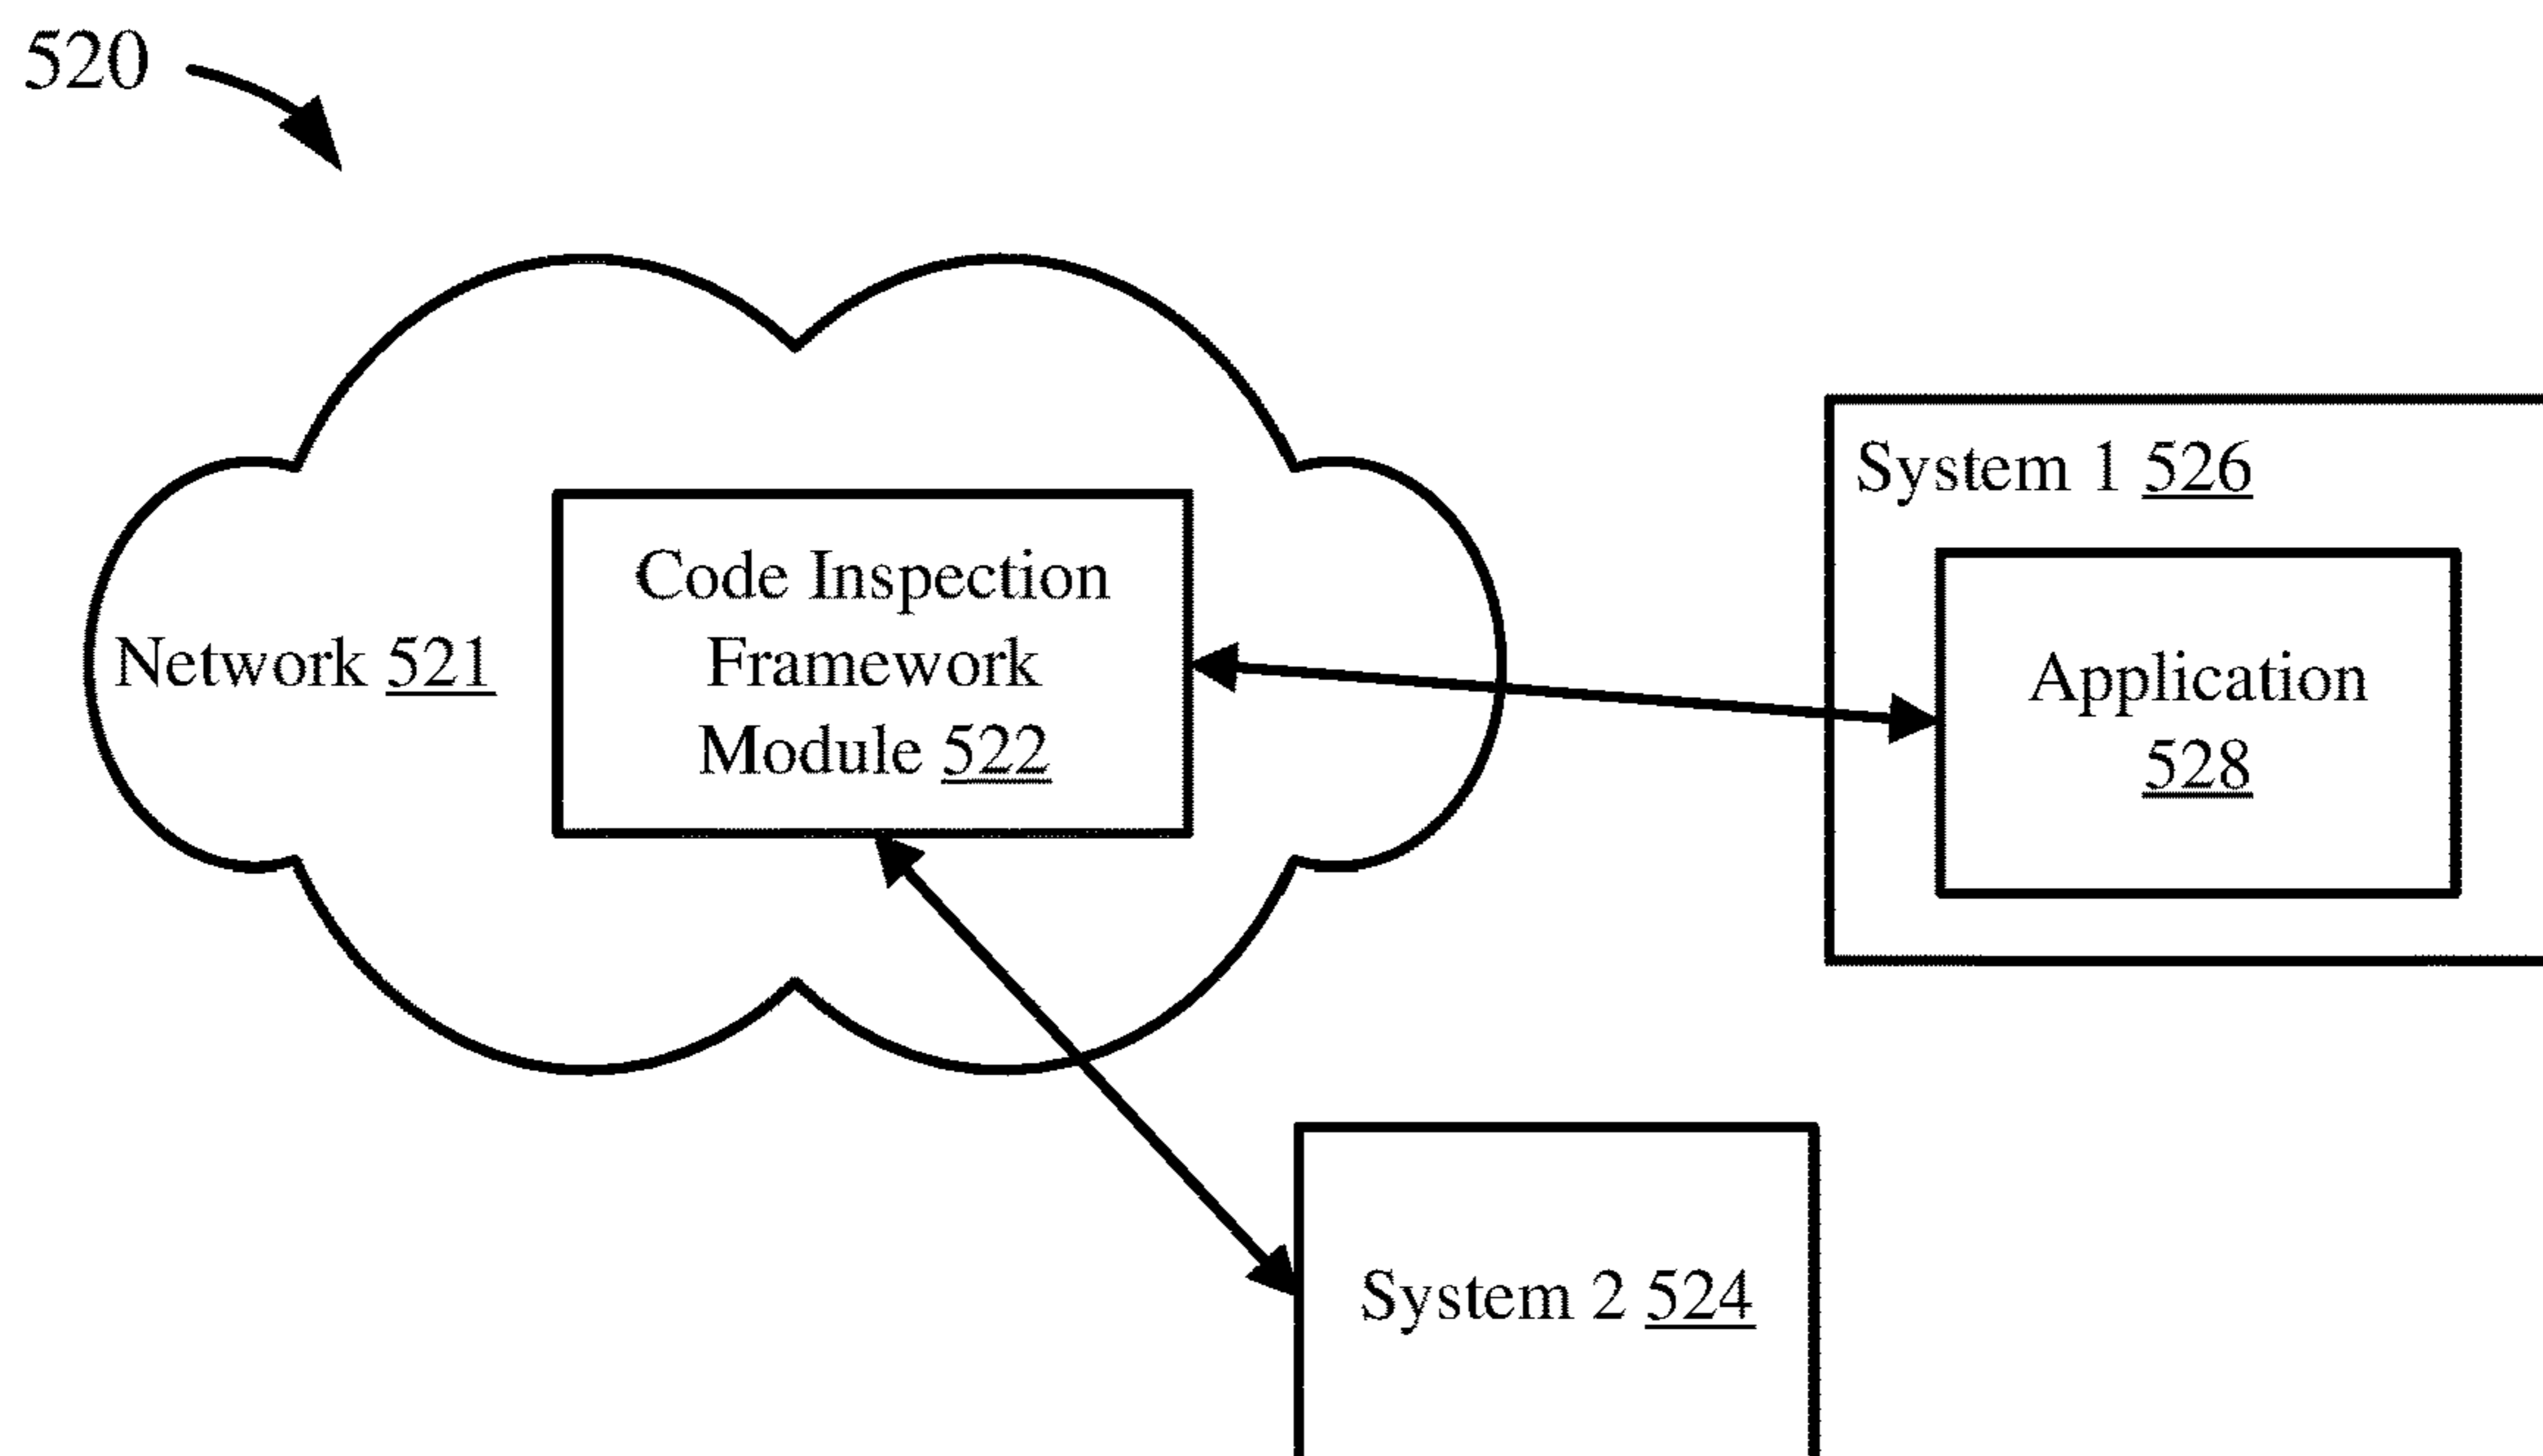 520
System 1 526
Code Inspection
Framework
Module 522
Network 521
Application
528
System 2 524